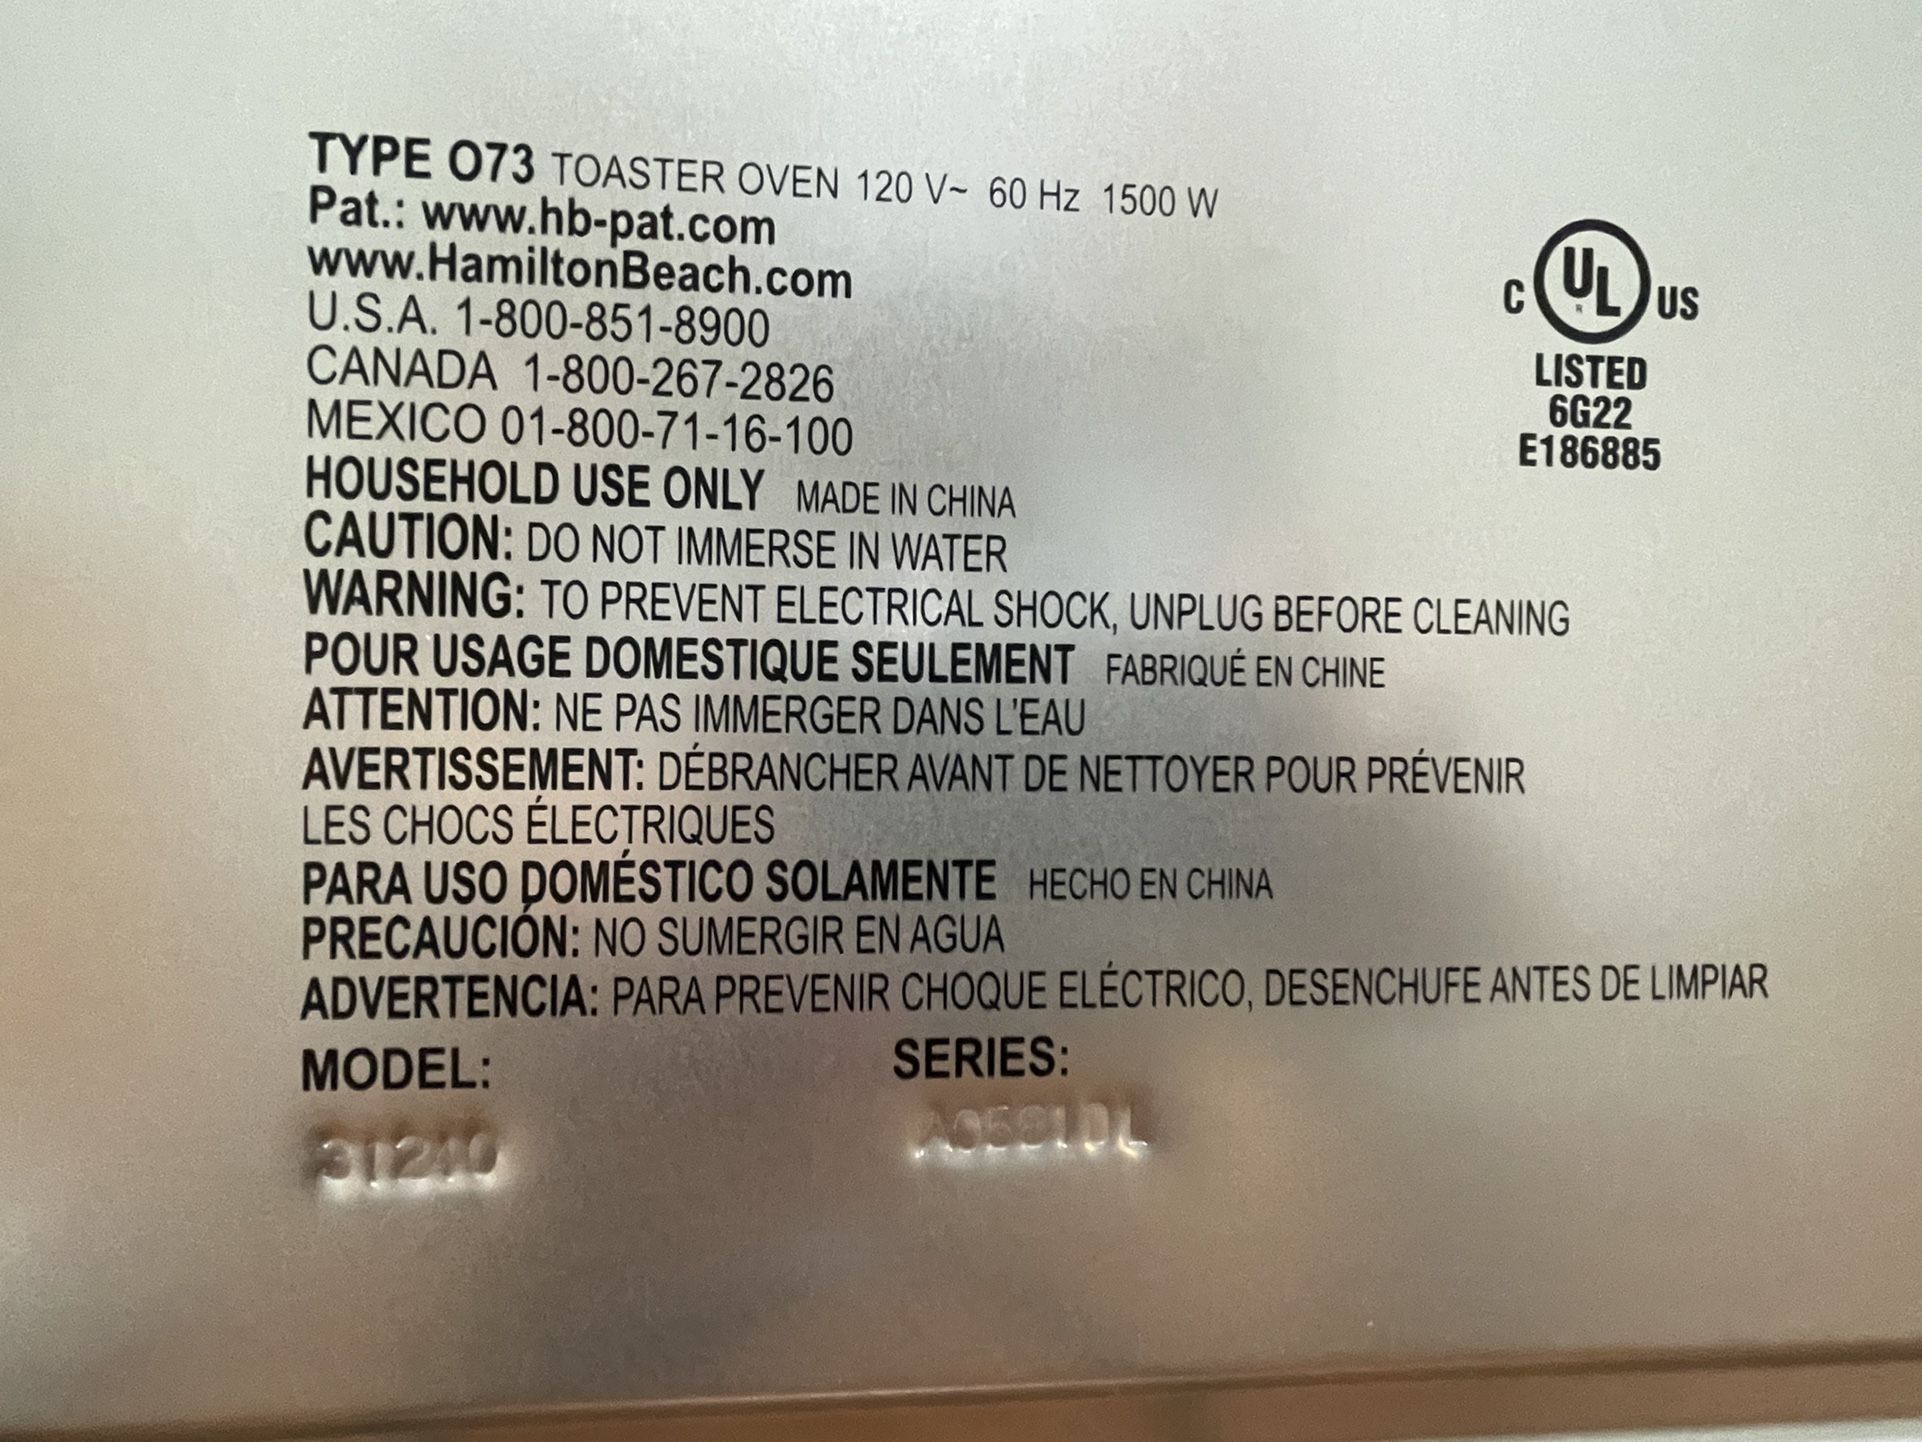 TYPE O73 TOASTER OVEN 120 V~ 60 Hz 1500 W
Pat.: www.hb-pat.com
www.HamiltonBeach.com
U.S.A. 1-800-851-8900
CANADA 1-800-267-2826
MEXICO 01-800-71-16-100
HOUSEHOLD USE ONLY MADE IN CHINA
CAUTION: DO NOT IMMERSE IN WATER
WARNING: TO PREVENT ELECTRICAL SHOCK, UNPLUG BEFORE CLEANING
POUR USAGE DOMESTIQUE SEULEMENT FABRIQUÉ EN CHINE
ATTENTION: NE PAS IMMERGER DANS L'EAU
AVERTISSEMENT: DÉBRANCHER AVANT DE NETTOYER POUR PRÉVENIR
LES CHOCS ÉLECTRIQUES
PARA USO DOMÉSTICO SOLAMENTE HECHO EN CHINA
PRECAUCIÓN: NO SUMERGIR EN AGUA
ADVERTENCIA: PARA PREVENIR CHOQUE ELÉCTRICO, DESENCHUFE ANTES DE LIMPIAR
MODEL: SERIES:
31240
C UL US
LISTED
6G22
E186885